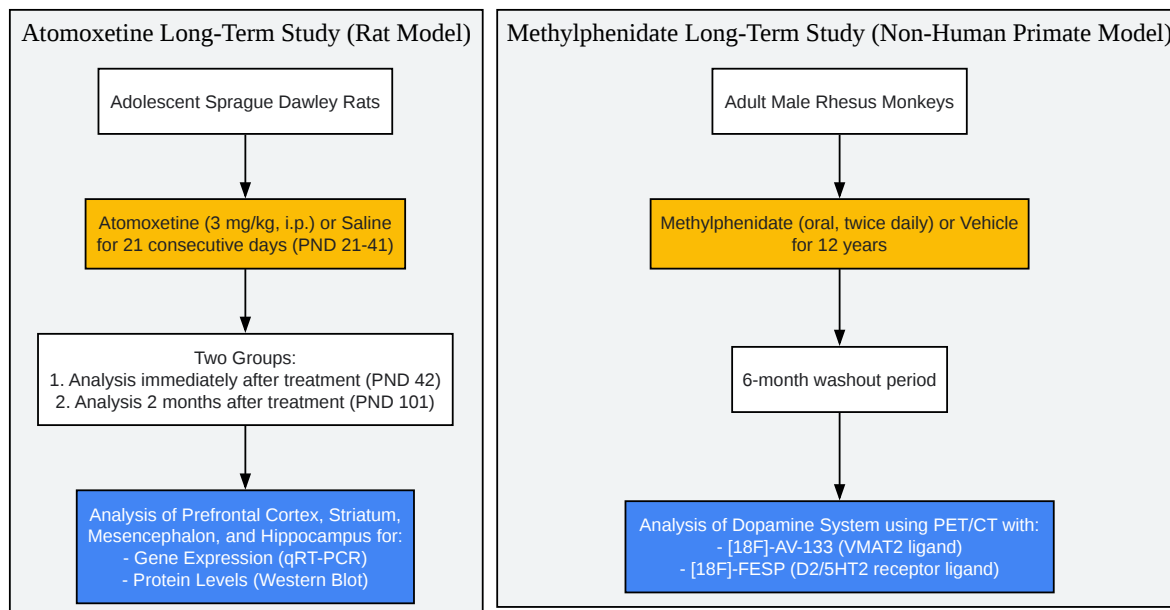 Atomoxetine Long-Term Study (Rat Model)
Adolescent Sprague Dawley Rats
Atomoxetine (3 mg/kg, i.p.) or Saline
for 21 consecutive days (PND 21-41)
Two Groups:
1. Analysis immediately after treatment (PND 42)
2. Analysis 2 months after treatment (PND 101)
Analysis of Prefrontal Cortex, Striatum,
Mesencephalon, and Hippocampus for:
- Gene Expression (qRT-PCR)
- Protein Levels (Western Blot)
Methylphenidate Long-Term Study (Non-Human Primate Model)
Adult Male Rhesus Monkeys
Methylphenidate (oral, twice daily) or Vehicle
for 12 years
6-month washout period
Analysis of Dopamine System using PET/CT with:
- [18F]-AV-133 (VMAT2 ligand)
- [18F]-FESP (D2/5HT2 receptor ligand)